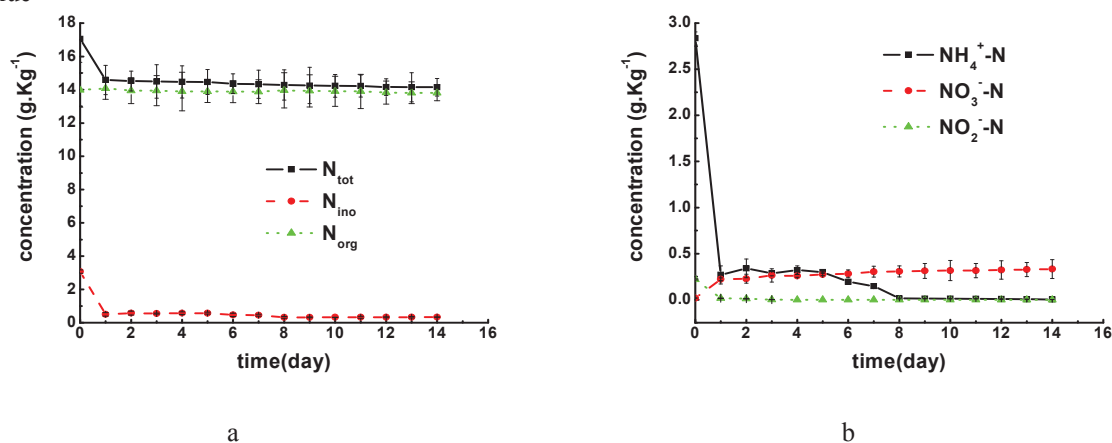 18
16
14
12
10
8
6
4
2
0
concentration (g.Kg⁻¹)
N_tot
N_ino
N_org
0 2 4 6 8 10 12 14 16
time(day)
a
3.0
2.5
2.0
1.5
1.0
0.5
0.0
concentration (g.Kg⁻¹)
NH₄⁺-N
NO₃⁻-N
NO₂⁻-N
0 2 4 6 8 10 12 14 16
time(day)
b